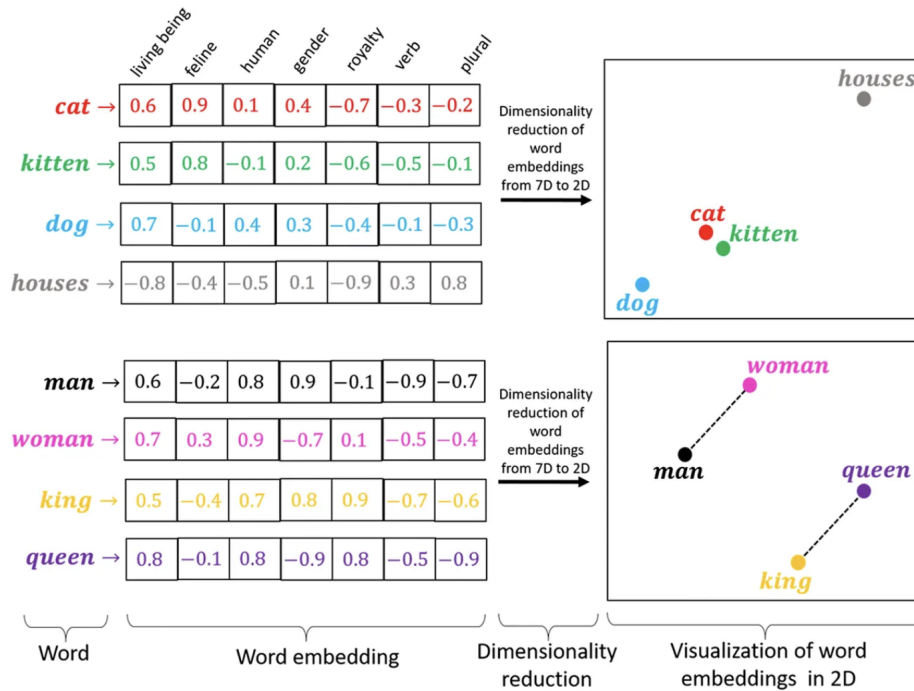 living being feline human gender royalty verb plural
cat → 0.6 0.9 0.1 0.4 −0.7 −0.3 −0.2
kitten → 0.5 0.8 −0.1 0.2 −0.6 −0.5 −0.1
dog → 0.7 −0.1 0.4 0.3 −0.4 −0.1 −0.3
houses → −0.8 −0.4 −0.5 0.1 −0.9 0.3 0.8
Dimensionality
reduction of
word
embeddings
from 7D to 2D
houses
cat
kitten
dog
man → 0.6 −0.2 0.8 0.9 −0.1 −0.9 −0.7
woman → 0.7 0.3 0.9 −0.7 0.1 −0.5 −0.4
king → 0.5 −0.4 0.7 0.8 0.9 −0.7 −0.6
queen → 0.8 −0.1 0.8 −0.9 0.8 −0.5 −0.9
Dimensionality
reduction of
word
embeddings
from 7D to 2D
woman
man
queen
king
Word
Word embedding
Dimensionality
reduction
Visualization of word
embeddings in 2D